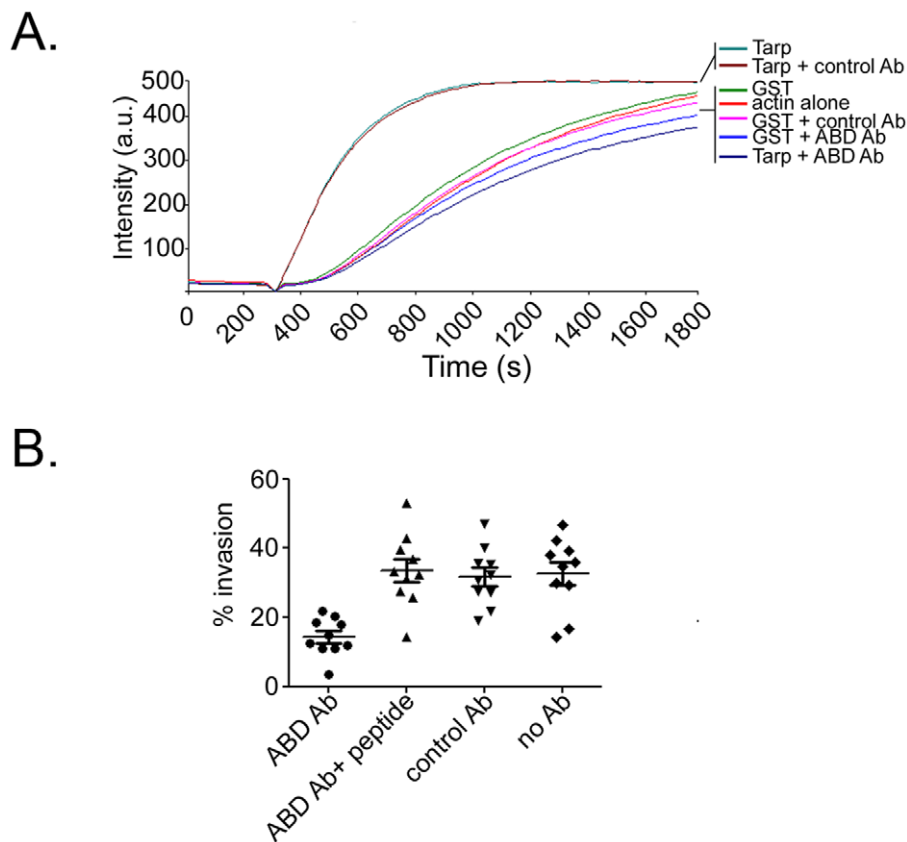 A.
Tarp
Tarp + control Ab
GST
actin alone
GST + control Ab
GST + ABD Ab
Tarp + ABD Ab
Intensity (a.u.)
500
400
300
200
100
0 200 400 600 800 1000 1200 1400 1600 1800
Time (s)
B.
% invasion
60
40
20
0
ABD Ab
ABD Ab+ peptide
control Ab
no Ab